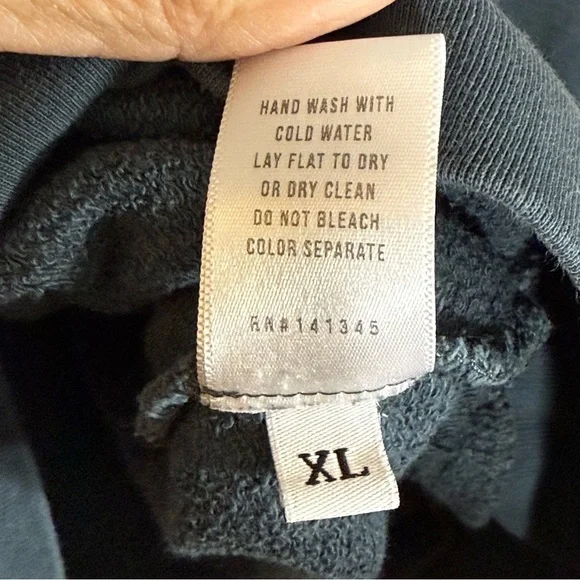 HAND WASH WITH
COLD WATER
LAY FLAT TO DRY
OR DRY CLEAN
DO NOT BLEACH
COLOR SEPARATE
RN#141345
XL